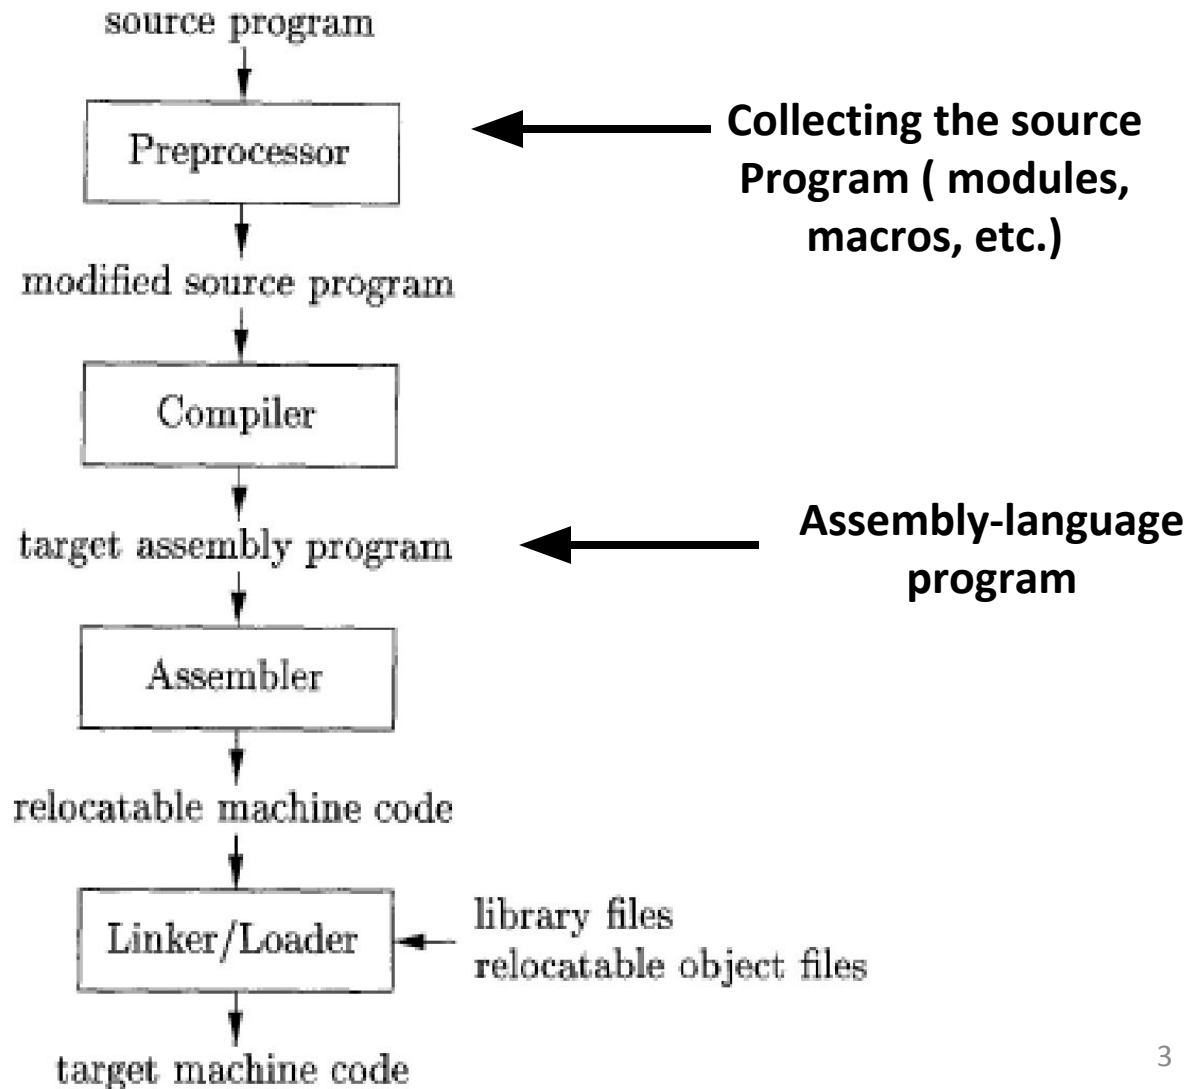 source program
Preprocessor
Collecting the source
Program ( modules,
macros, etc.)
modified source program
Compiler
target assembly program
Assembly-language
program
Assembler
relocatable machine code
Linker/Loader
library files
relocatable object files
target machine code
3